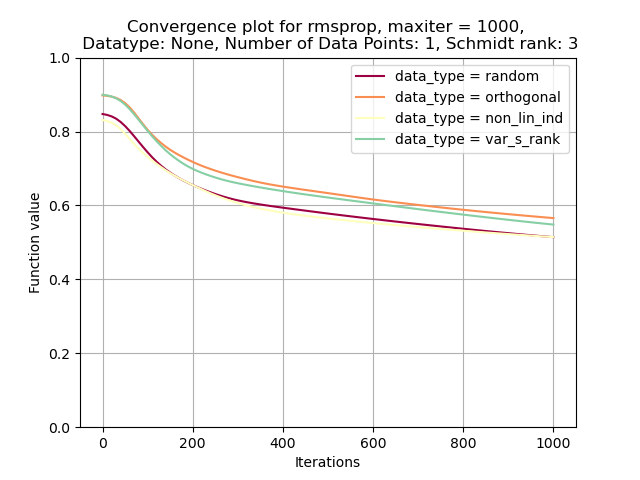 Convergence plot for rmsprop, maxiter = 1000,
Datatype: None, Number of Data Points: 1, Schmidt rank: 3
data_type = random
data_type = orthogonal
data_type = non_lin_ind
data_type = var_s_rank
Function value
1.0
0.8
0.6
0.4
0.2
0.0
0 200 400 600 800 1000
Iterations